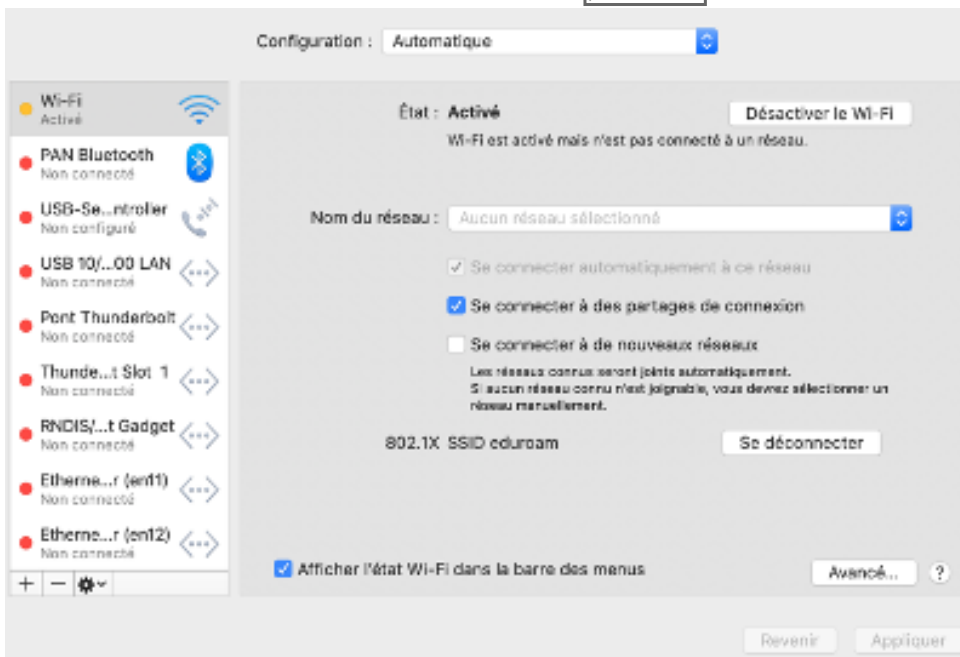 Configuration : Automatique
Wi-Fi
Activé
PAN Bluetooth
Non connecté
USB-Se...ntroller
Non configuré
USB 10/...00 LAN
Non connecté
Pont Thunderbolt
Non connecté
Thunde...t Slot 1
Non connecté
RNDIS/...t Gadget
Non connecté
Etherne...r (en11)
Non connecté
Etherne...r (en12)
Non connecté
État : Activé
Désactiver le Wi-Fi
Wi-Fi est activé mais n'est pas connecté à un réseau.
Nom du réseau : Aucun réseau sélectionné
Se connecter automatiquement à ce réseau
Se connecter à des partages de connexion
Se connecter à de nouveaux réseaux
Les réseaux connus seront joints automatiquement.
Si aucun réseau connu n'est joignable, vous devrez sélectionner un
réseau manuellement.
802.1X SSID eduroam
Se déconnecter
Afficher l'état Wi-Fi dans la barre des menus
Avancé...
?
Revenir
Appliquer